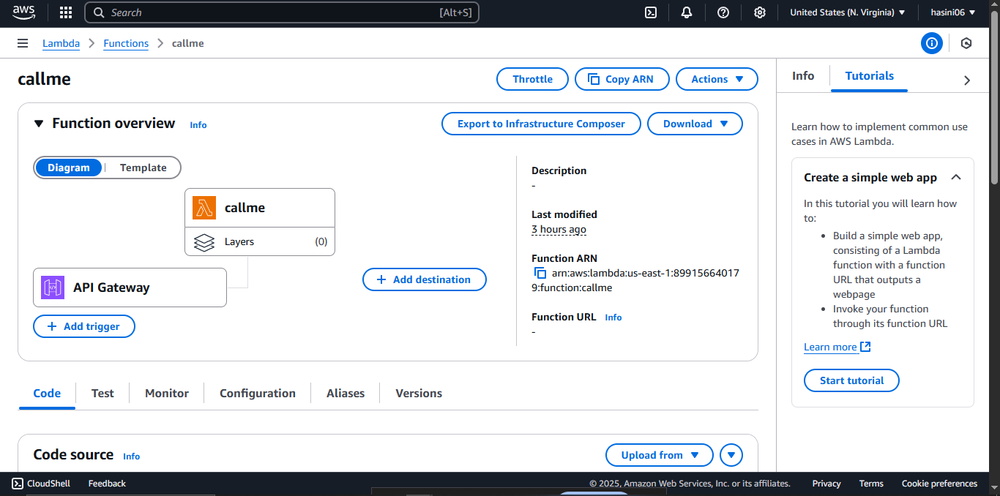 aws
Search [Alt+S]
United States (N. Virginia)
hasini06
Lambda Functions callme
callme
Throttle
Copy ARN
Actions
Info
Tutorials
Function overview Info
Export to Infrastructure Composer
Download
Diagram
Template
callme
Layers (0)
API Gateway
+ Add trigger
+ Add destination
Description
-
Last modified
3 hours ago
Function ARN
arn:aws:lambda:us-east-1:89915664017
9:function:callme
Function URL Info
-
Learn how to implement common use
cases in AWS Lambda.
Create a simple web app
In this tutorial you will learn how
to:
• Build a simple web app,
consisting of a Lambda
function with a function
URL that outputs a
webpage
• Invoke your function
through its function URL
Learn more
Start tutorial
Code
Test
Monitor
Configuration
Aliases
Versions
Code source Info
Upload from
CloudShell
Feedback
© 2025, Amazon Web Services, Inc. or its affiliates.
Privacy
Terms
Cookie preferences